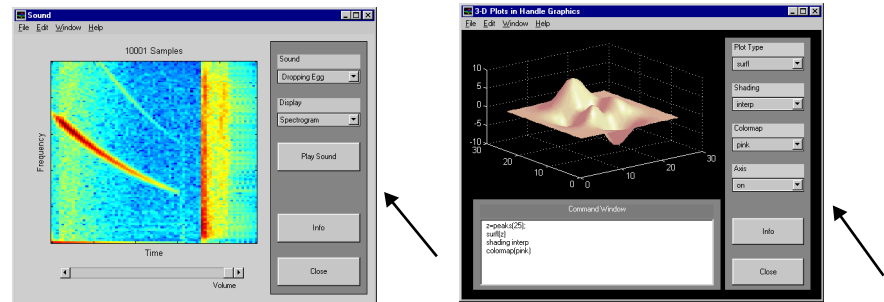 Sound
File Edit Window Help
10001 Samples
Frequency
Time
Volume
Sound
Dropping Egg
Display
Spectrogram
Play Sound
Info
Close
3-D Plots in Handle Graphics
File Edit Window Help
10
5
0
-5
-10
30
20
10
0
0
10
20
30
Plot Type
surfl
Shading
interp
Colormap
pink
Axis
on
Info
Close
Command Window
z=peaks(25);
surfl(z)
shading interp
colormap(pink)